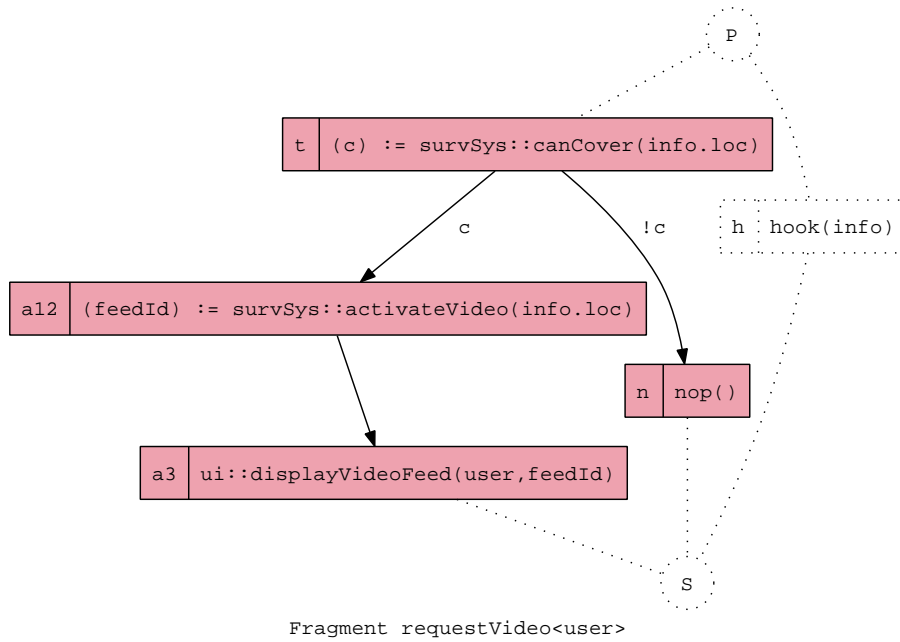 P
t (c) := survSys::canCover(info.loc)
c
!c
h hook(info)
a12 (feedId) := survSys::activateVideo(info.loc)
n nop()
a3 ui::displayVideoFeed(user,feedId)
S
Fragment requestVideo<user>